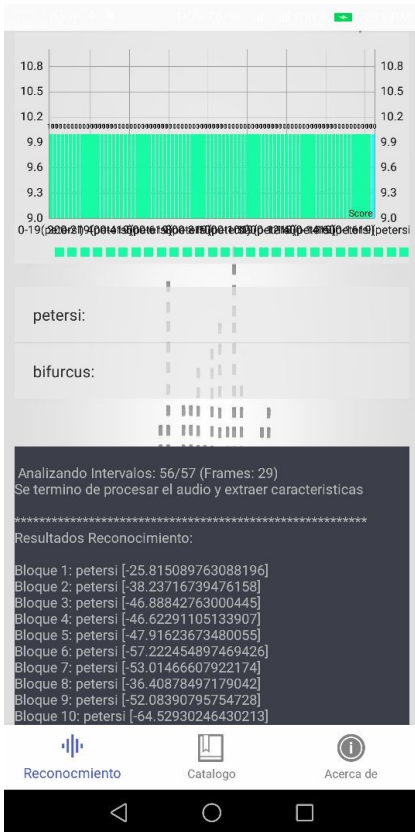 10.8 10.8
10.5 10.5
10.2 10.2
9.9 9.9
9.6 9.6
9.3 9.3
9.0 9.0
Score
petersi:
bifurcus:
Analizando Intervalos: 56/57 (Frames: 29)
Se termino de procesar el audio y extraer caracteristicas
*******************************************************
Resultados Reconocimiento:
Bloque 1: petersi [-25.815089763088196]
Bloque 2: petersi [-38.23716739476158]
Bloque 3: petersi [-46.88842763000445]
Bloque 4: petersi [-46.62291105133907]
Bloque 5: petersi [-47.91623673480055]
Bloque 6: petersi [-57.222454897469426]
Bloque 7: petersi [-53.01466607922174]
Bloque 8: petersi [-36.40878497179042]
Bloque 9: petersi [-52.08390795754728]
Bloque 10: petersi [-64.52930246430213]
Reconocmiento Catalogo Acerca de